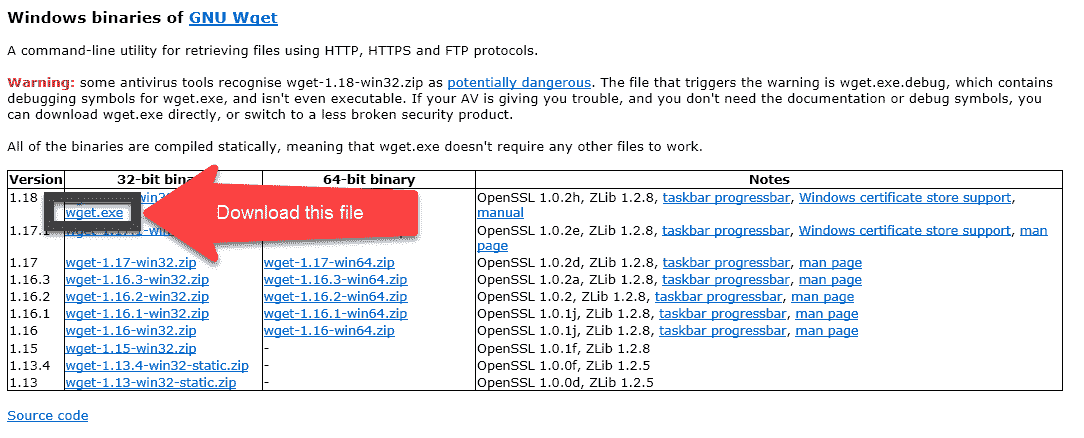 Windows binaries of GNU Wget
A command-line utility for retrieving files using HTTP, HTTPS and FTP protocols.
Warning: some antivirus tools recognise wget-1.18-win32.zip as potentially dangerous. The file that triggers the warning is wget.exe.debug, which contains
debugging symbols for wget.exe, and isn't even executable. If your AV is giving you trouble, and you don't need the documentation or debug symbols, you
can download wget.exe directly, or switch to a less broken security product.
All of the binaries are compiled statically, meaning that wget.exe doesn't require any other files to work.
Version 32-bit 64-bit binary Notes
1.18 OpenSSL 1.0.2h, ZLib 1.2.8, taskbar progressbar, Windows certificate store support,
wget.exe Download this file manual
OpenSSL 1.0.2e, ZLib 1.2.8, taskbar progressbar, Windows certificate store support, man
page
1.17 wget-1.17-win32.zip wget-1.17-win64.zip OpenSSL 1.0.2d, ZLib 1.2.8, taskbar progressbar, man page
1.16.3 wget-1.16.3-win32.zip wget-1.16.3-win64.zip OpenSSL 1.0.2a, ZLib 1.2.8, taskbar progressbar, man page
1.16.2 wget-1.16.2-win32.zip wget-1.16.2-win64.zip OpenSSL 1.0.2, ZLib 1.2.8, taskbar progressbar, man page
1.16.1 wget-1.16.1-win32.zip wget-1.16.1-win64.zip OpenSSL 1.0.1j, ZLib 1.2.8, taskbar progressbar, man page
1.16 wget-1.16-win32.zip wget-1.16-win64.zip OpenSSL 1.0.1j, ZLib 1.2.8, taskbar progressbar, man page
1.15 wget-1.15-win32.zip - OpenSSL 1.0.1f, ZLib 1.2.8
1.13.4 wget-1.13.4-win32-static.zip - OpenSSL 1.0.0f, ZLib 1.2.5
1.13 wget-1.13-win32-static.zip - OpenSSL 1.0.0d, ZLib 1.2.5
Source code